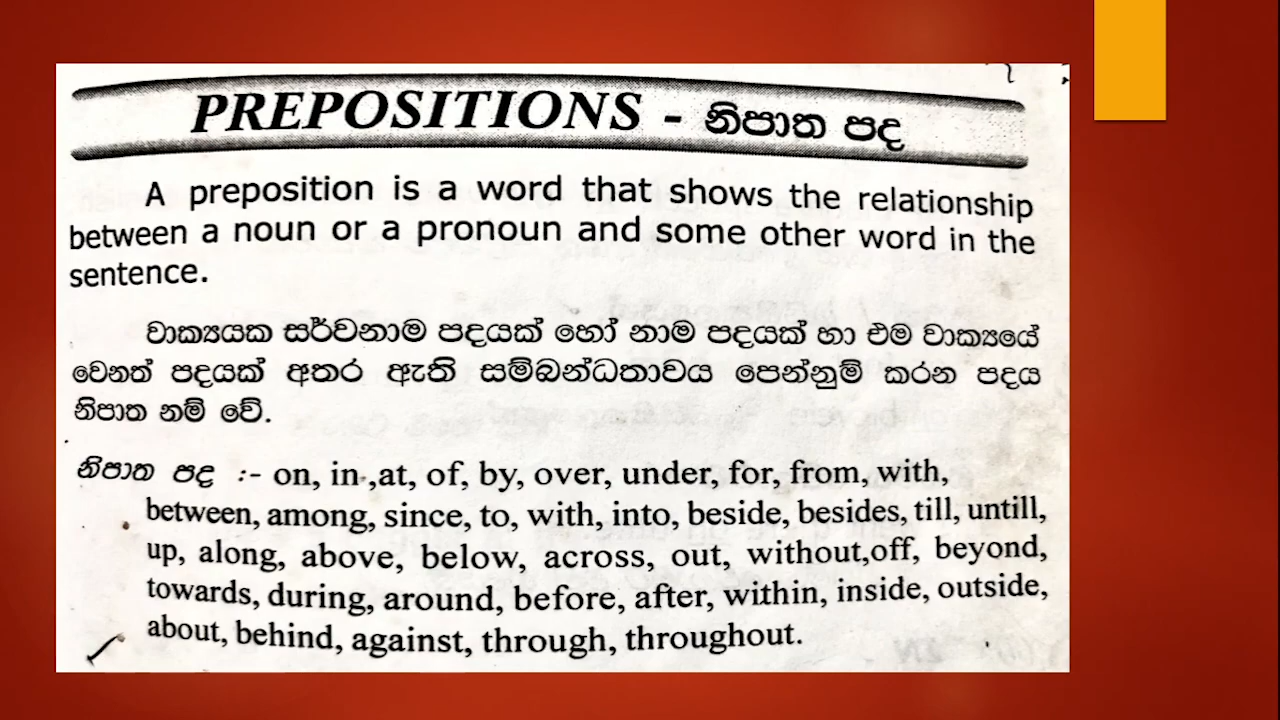 PREPOSITIONS - නිපාත පද
A preposition is a word that shows the relationship
between a noun or a pronoun and some other word in the
sentence.
වාක්‍යයක සර්වනාම පදයක් හෝ නාම පදයක් හා එම වාක්‍යයේ
වෙනත් පදයක් අතර ඇති සම්බන්ධතාවය පෙන්නුම් කරන පදය
නිපාත නම් වේ.
නිපාත පද :- on, in ,at, of, by, over, under, for, from, with,
between, among, since, to, with, into, beside, besides, till, untill,
up, along, above, below, across, out, without,off, beyond,
towards, during, around, before, after, within, inside, outside,
about, behind, against, through, throughout.